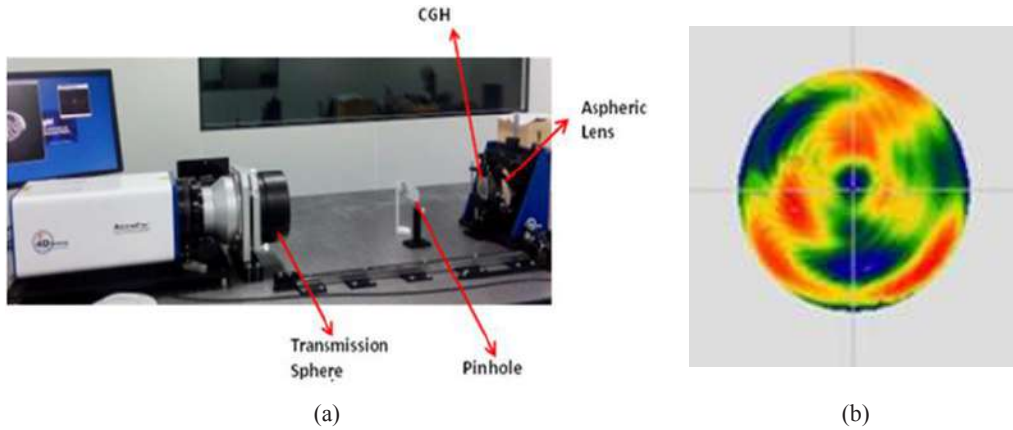 CGH
Aspheric
Lens
4D
AccuFiz
Transmission
Sphere
Pinhole
(a)
(b)